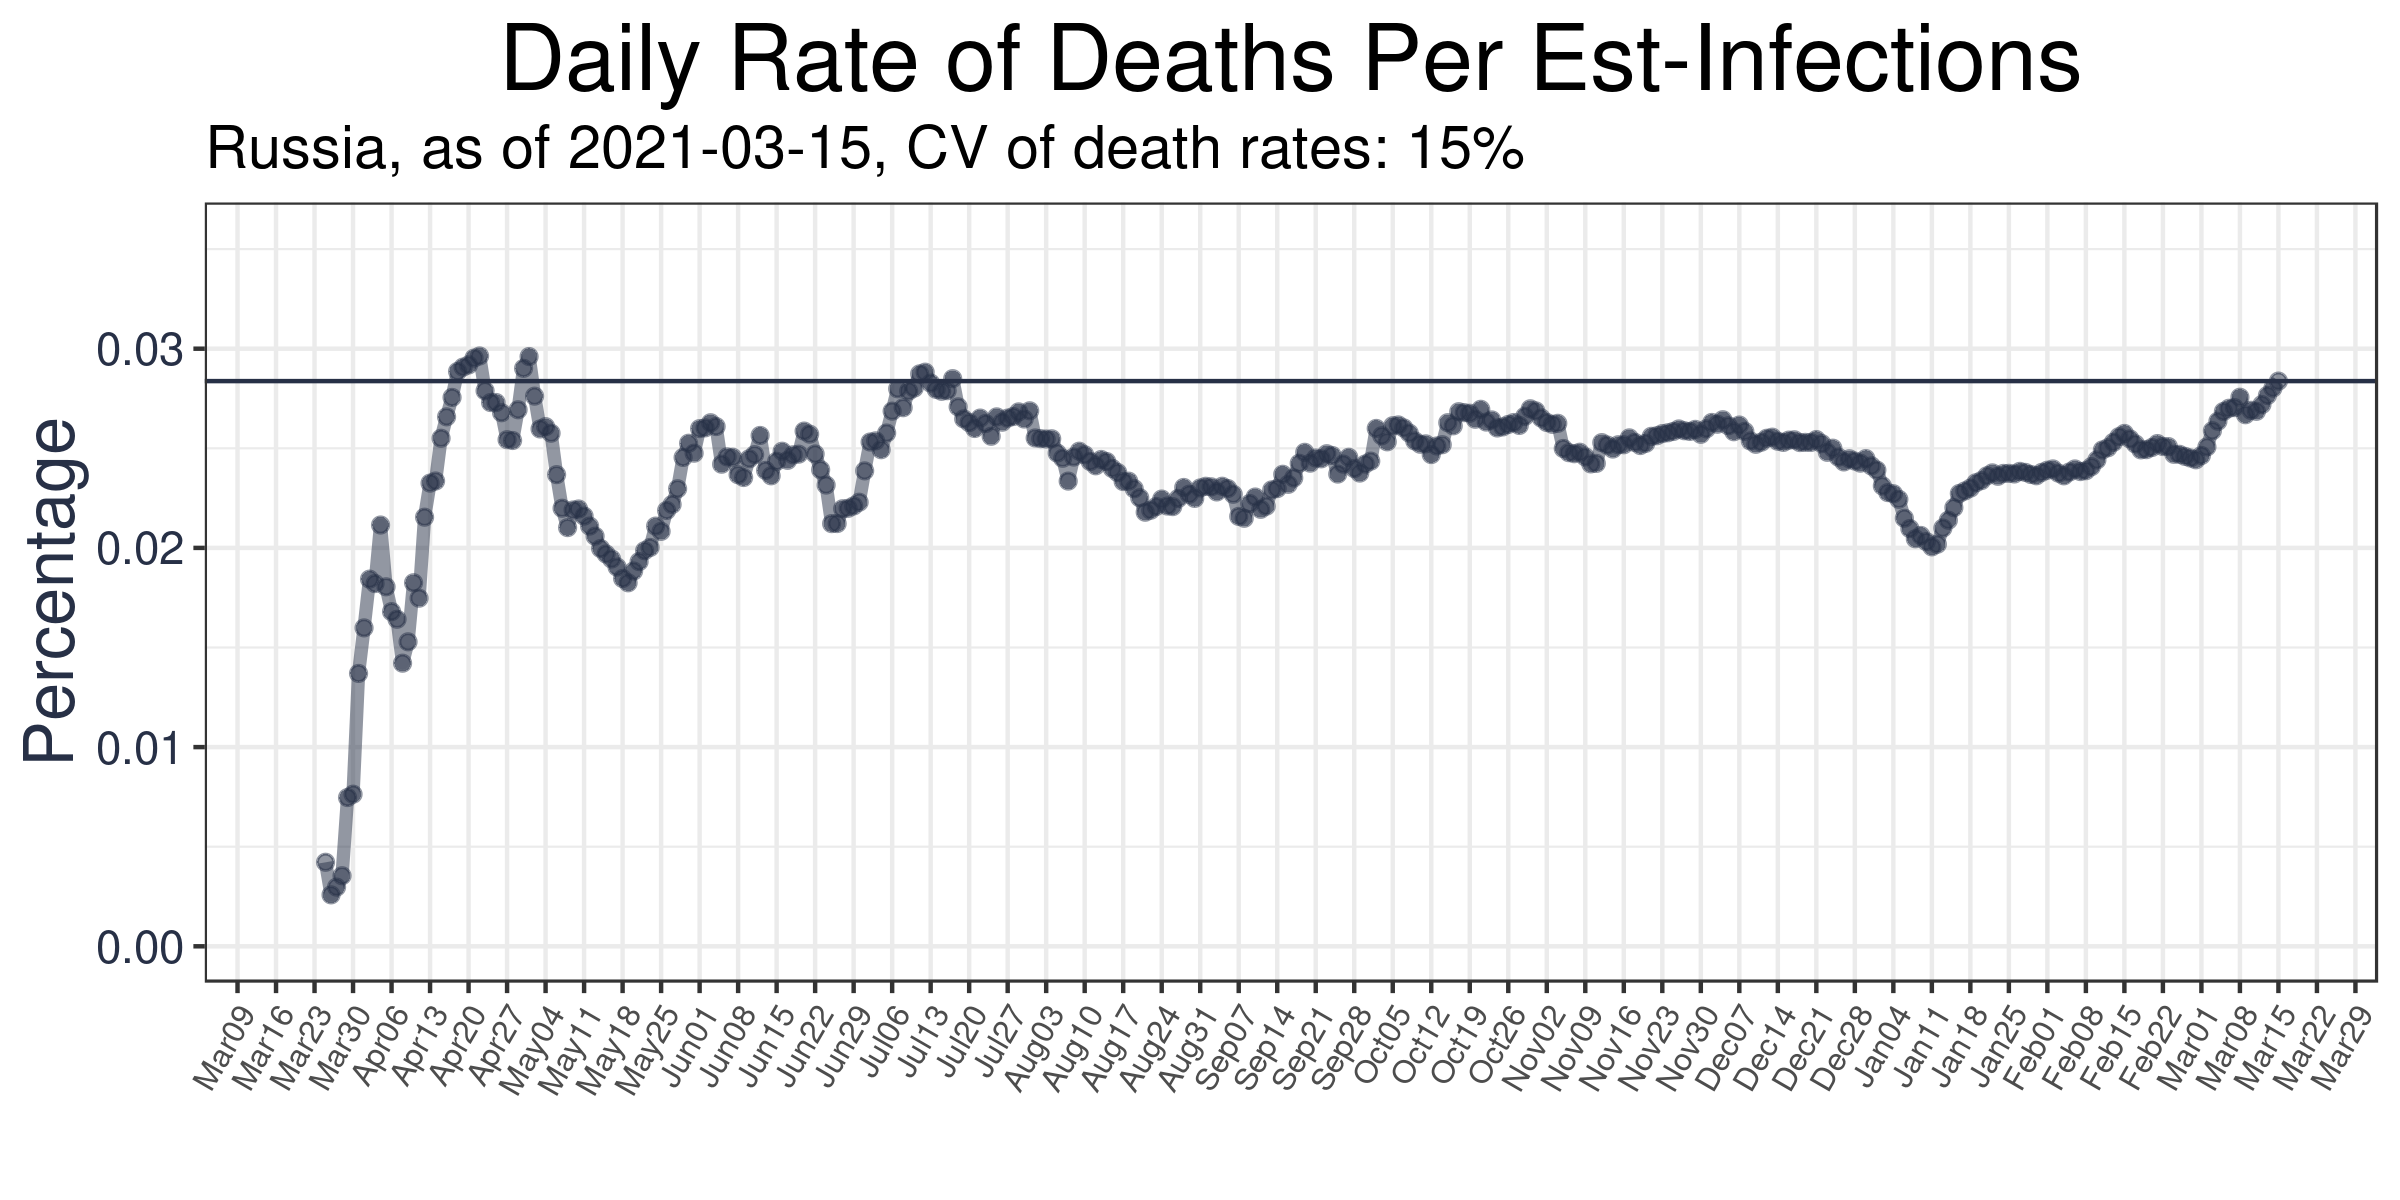 Daily Rate of Deaths Per Est-Infections
Russia, as of 2021-03-15, CV of death rates: 15%
Percentage
0.03
0.02
0.01
0.00
Mar09 Mar16 Mar23 Mar30 Apr06 Apr13 Apr20 Apr27 May04 May11 May18 May25 Jun01 Jun08 Jun15 Jun22 Jun29 Jul06 Jul13 Jul20 Jul27 Aug03 Aug10 Aug17 Aug24 Aug31 Sep07 Sep14 Sep21 Sep28 Oct05 Oct12 Oct19 Oct26 Nov02 Nov09 Nov16 Nov23 Nov30 Dec07 Dec14 Dec21 Dec28 Jan04 Jan11 Jan18 Jan25 Feb01 Feb08 Feb15 Feb22 Mar01 Mar08 Mar15 Mar22 Mar29